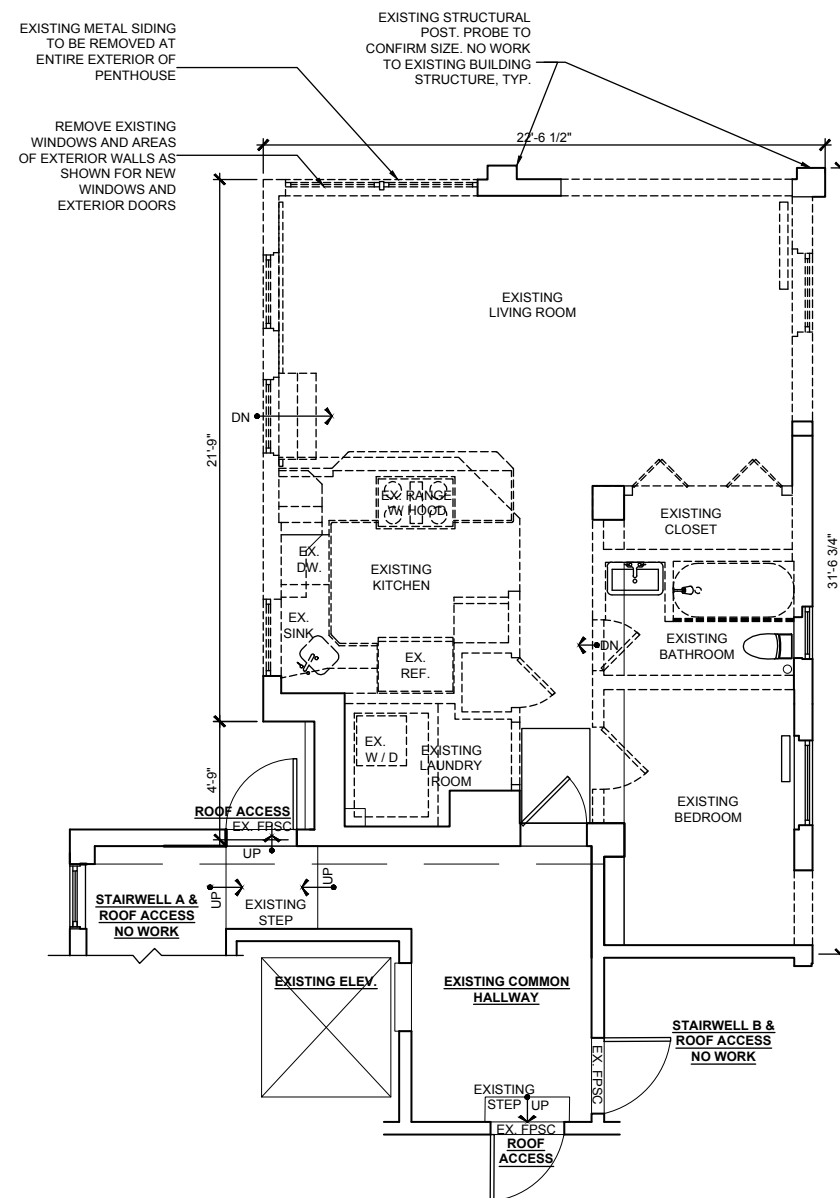 EXISTING METAL SIDING
TO BE REMOVED AT
ENTIRE EXTERIOR OF
PENTHOUSE
EXISTING STRUCTURAL
POST. PROBE TO
CONFIRM SIZE. NO WORK
TO EXISTING BUILDING
STRUCTURE, TYP.
REMOVE EXISTING
WINDOWS AND AREAS
OF EXTERIOR WALLS AS
SHOWN FOR NEW
WINDOWS AND
EXTERIOR DOORS
22'-6 1/2"
EXISTING
LIVING ROOM
DN
21'-9"
EX. RANGE
W/ HOOD
EXISTING
CLOSET
31'-6 3/4"
EX.
DW.
EXISTING
KITCHEN
EX.
SINK
EX.
REF.
DN
EXISTING
BATHROOM
EX.
W / D
EXISTING
LAUNDRY
ROOM
4'-9"
EXISTING
BEDROOM
ROOF ACCESS
EX. FPSC
UP
UP
UP
STAIRWELL A &
ROOF ACCESS
NO WORK
EXISTING
STEP
EXISTING ELEV.
EXISTING COMMON
HALLWAY
STAIRWELL B &
ROOF ACCESS
NO WORK
EX. FPSC
EXISTING
STEP
UP
EX. FPSC
ROOF
ACCESS